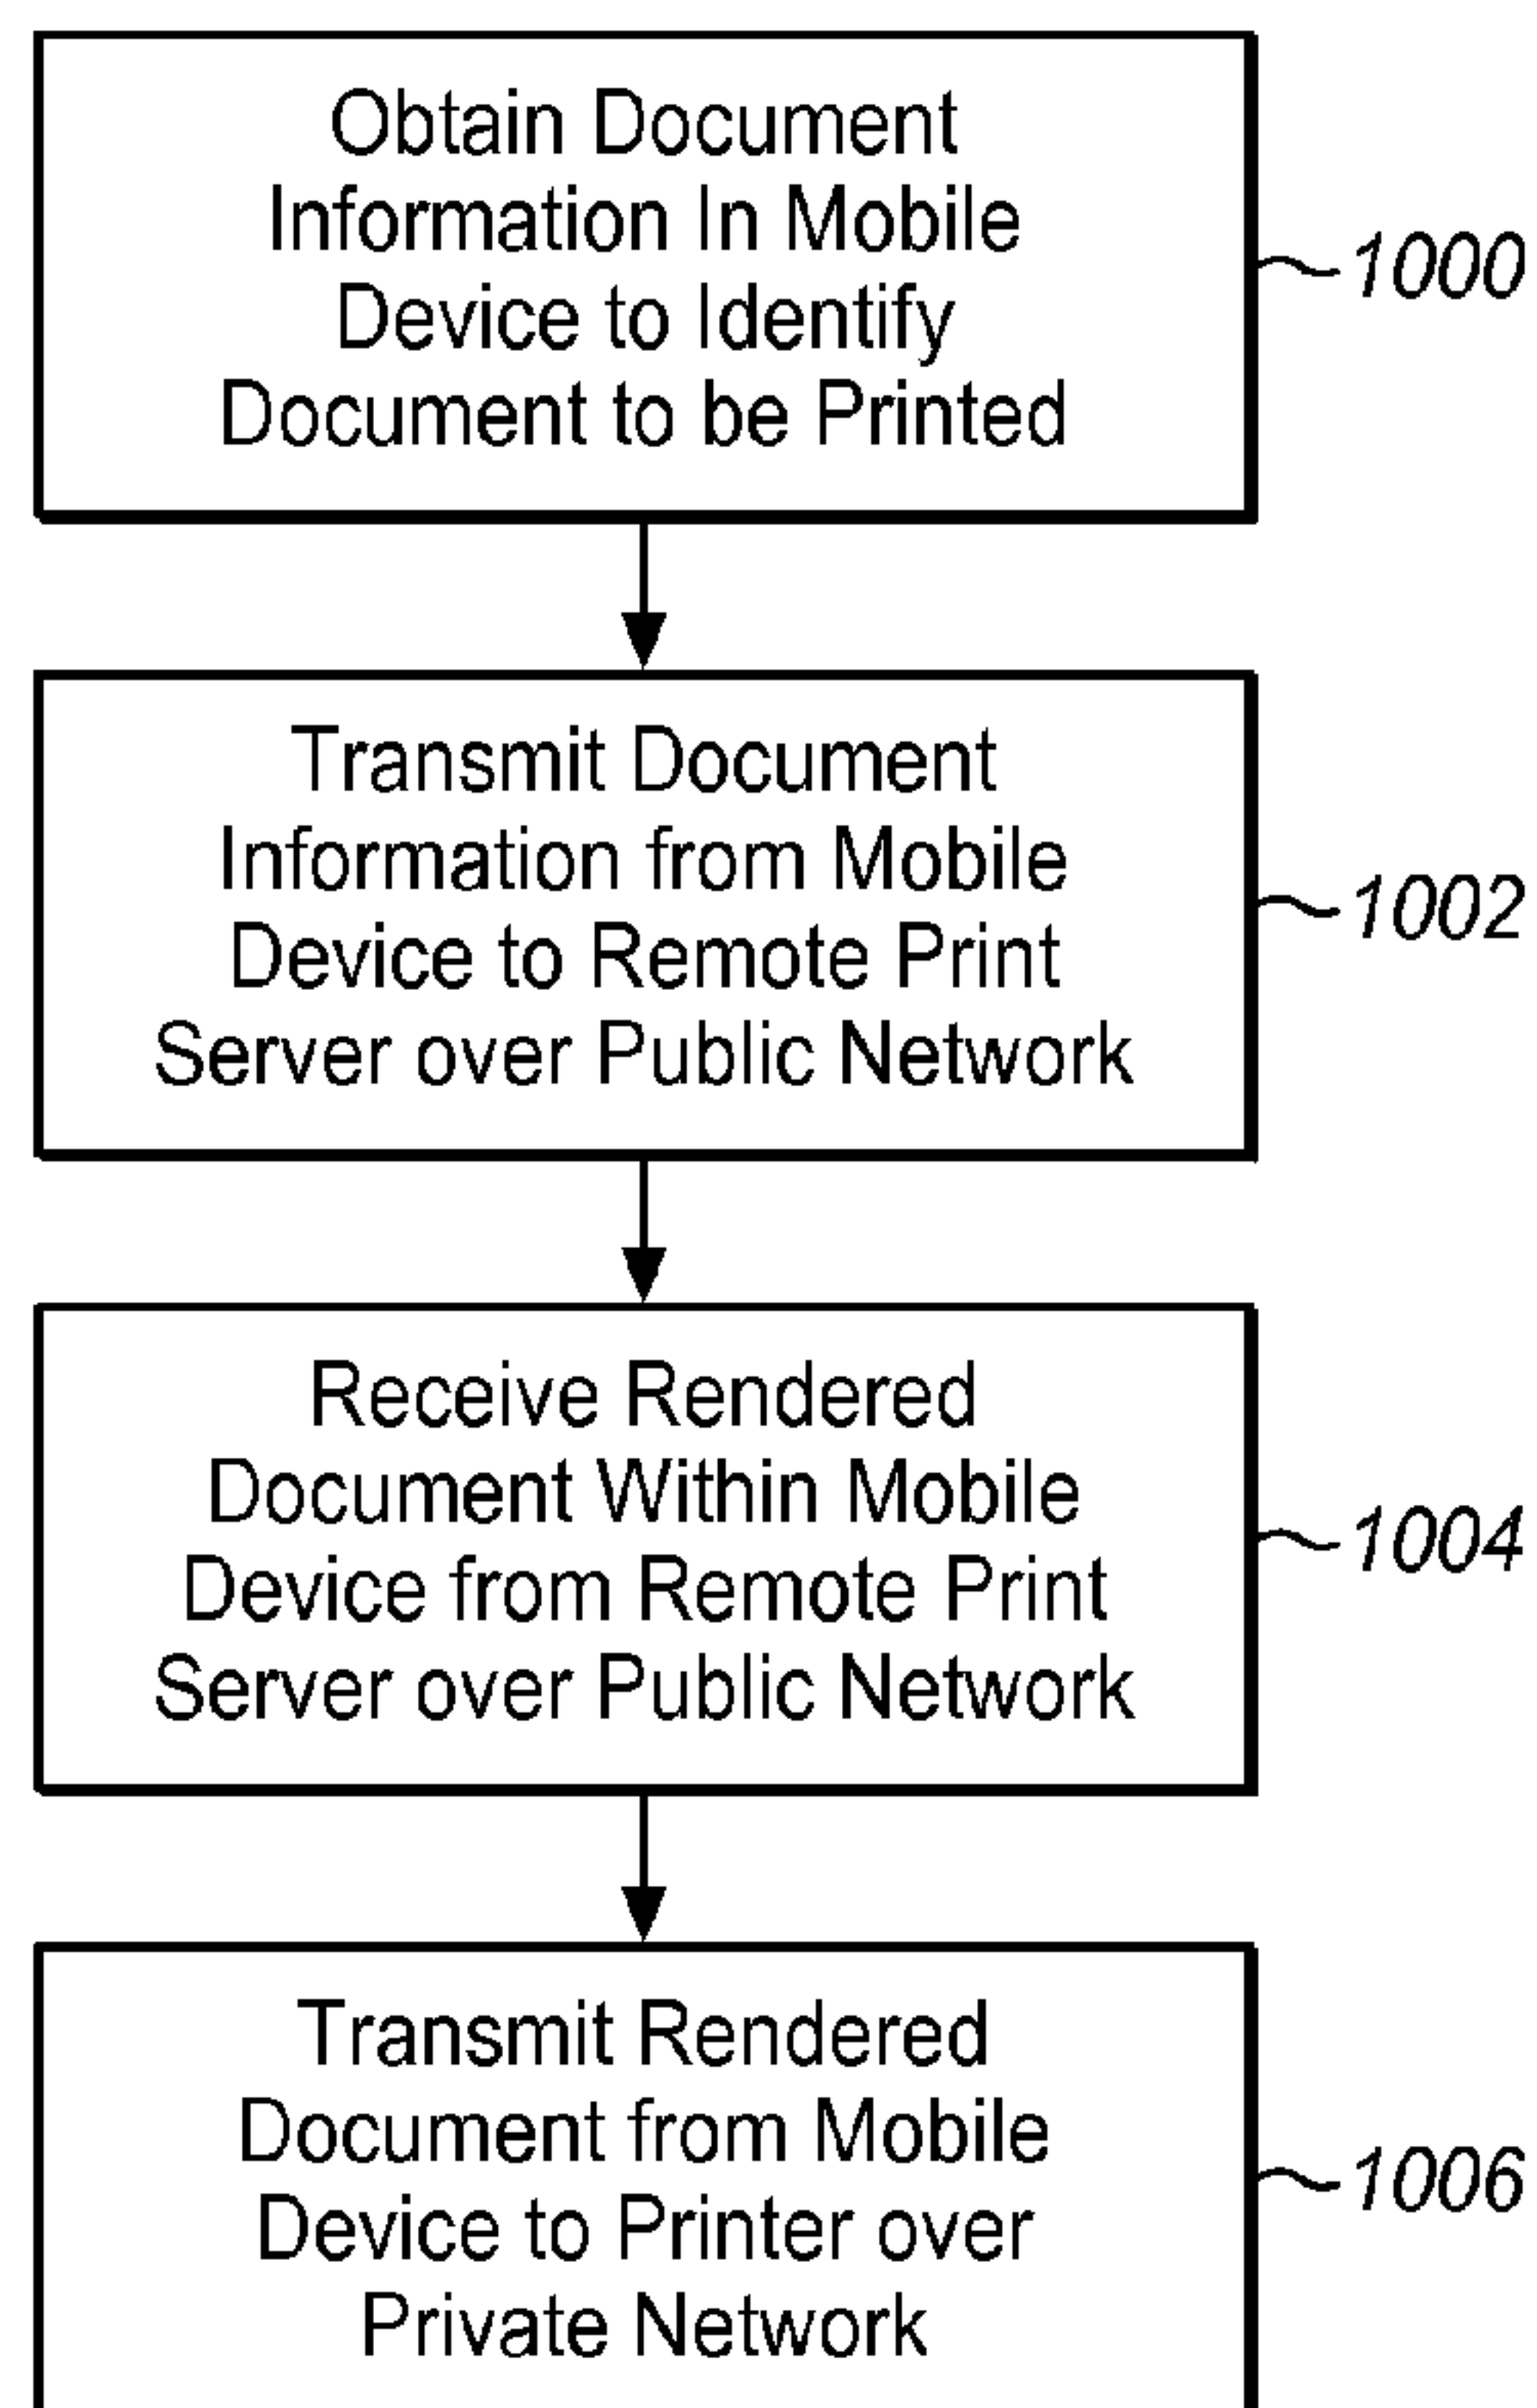 Obtain Document
Information In Mobile
Device to Identify
Document to be Printed
1000
Transmit Document
Information from Mobile
Device to Remote Print
Server over Public Network
1002
Receive Rendered
Document Within Mobile
Device from Remote Print
Server over Public Network
1004
Transmit Rendered
Document from Mobile
Device to Printer over
Private Network
1006